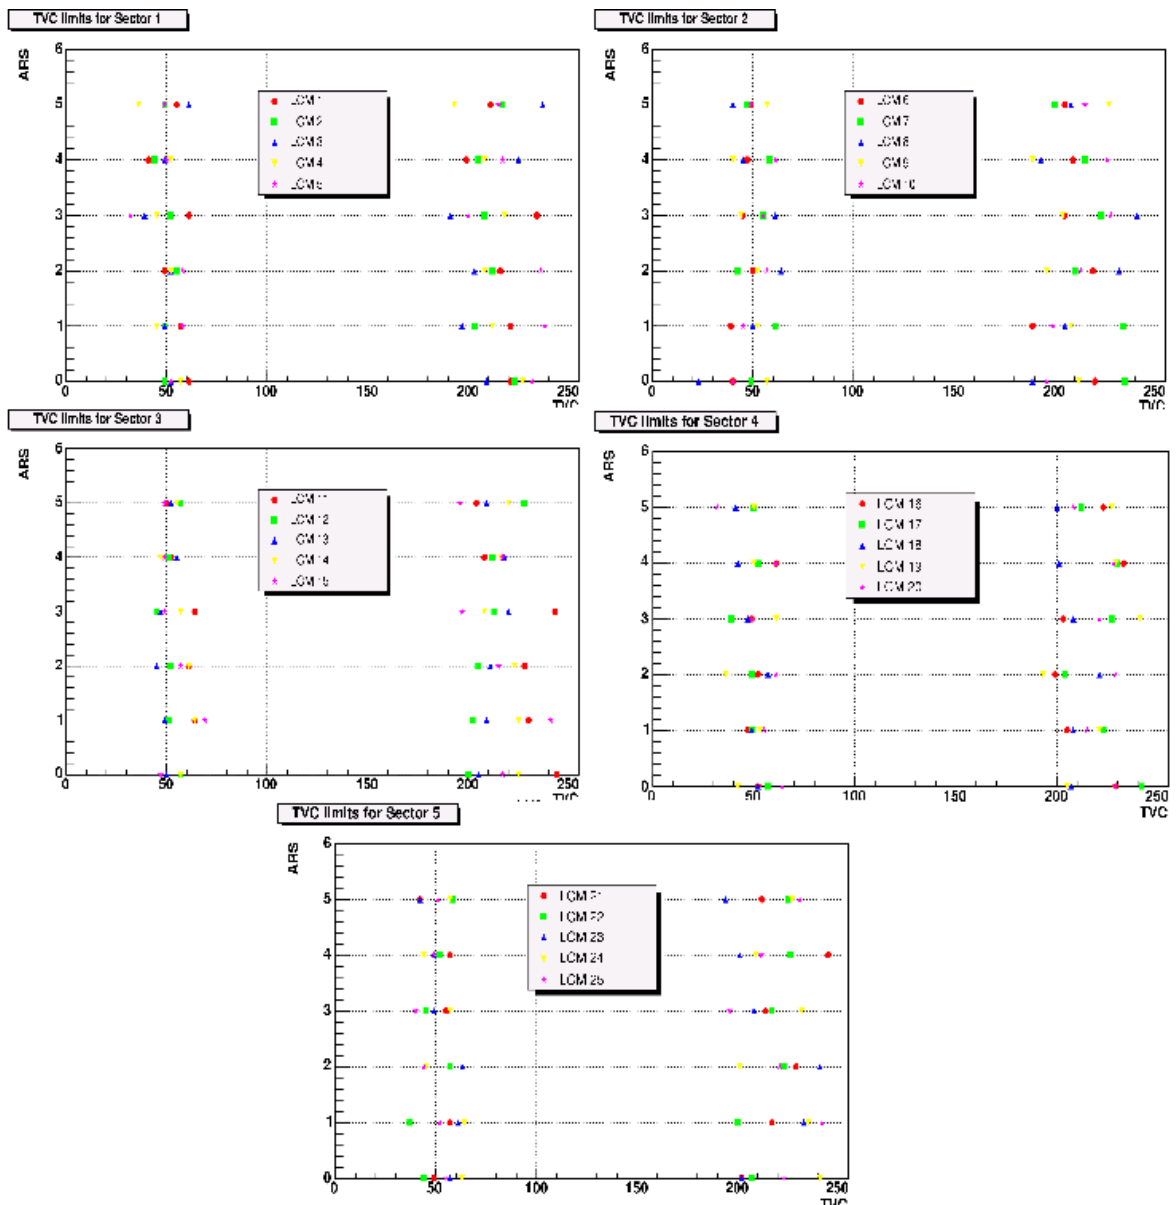 TVC limits for Sector 1
ARS
6
5
4
3
2
1
0
LCM 1
LCM 2
LCM 3
LCM 4
LCM 5
0 50 100 150 200 250
TVC
TVC limits for Sector 2
ARS
6
5
4
3
2
1
0
LCM 6
LCM 7
LCM 8
LCM 9
LCM 10
0 50 100 150 200 250
TVC
TVC limits for Sector 3
ARS
6
5
4
3
2
1
0
LCM 11
LCM 12
LCM 13
LCM 14
LCM 15
0 50 100 150 200 250
TVC
TVC limits for Sector 4
ARS
6
5
4
3
2
1
0
LCM 16
LCM 17
LCM 18
LCM 19
LCM 20
0 50 100 150 200 250
TVC
TVC limits for Sector 5
ARS
6
5
4
3
2
1
0
LCM 21
LCM 22
LCM 23
LCM 24
LCM 25
0 50 100 150 200 250
TVC